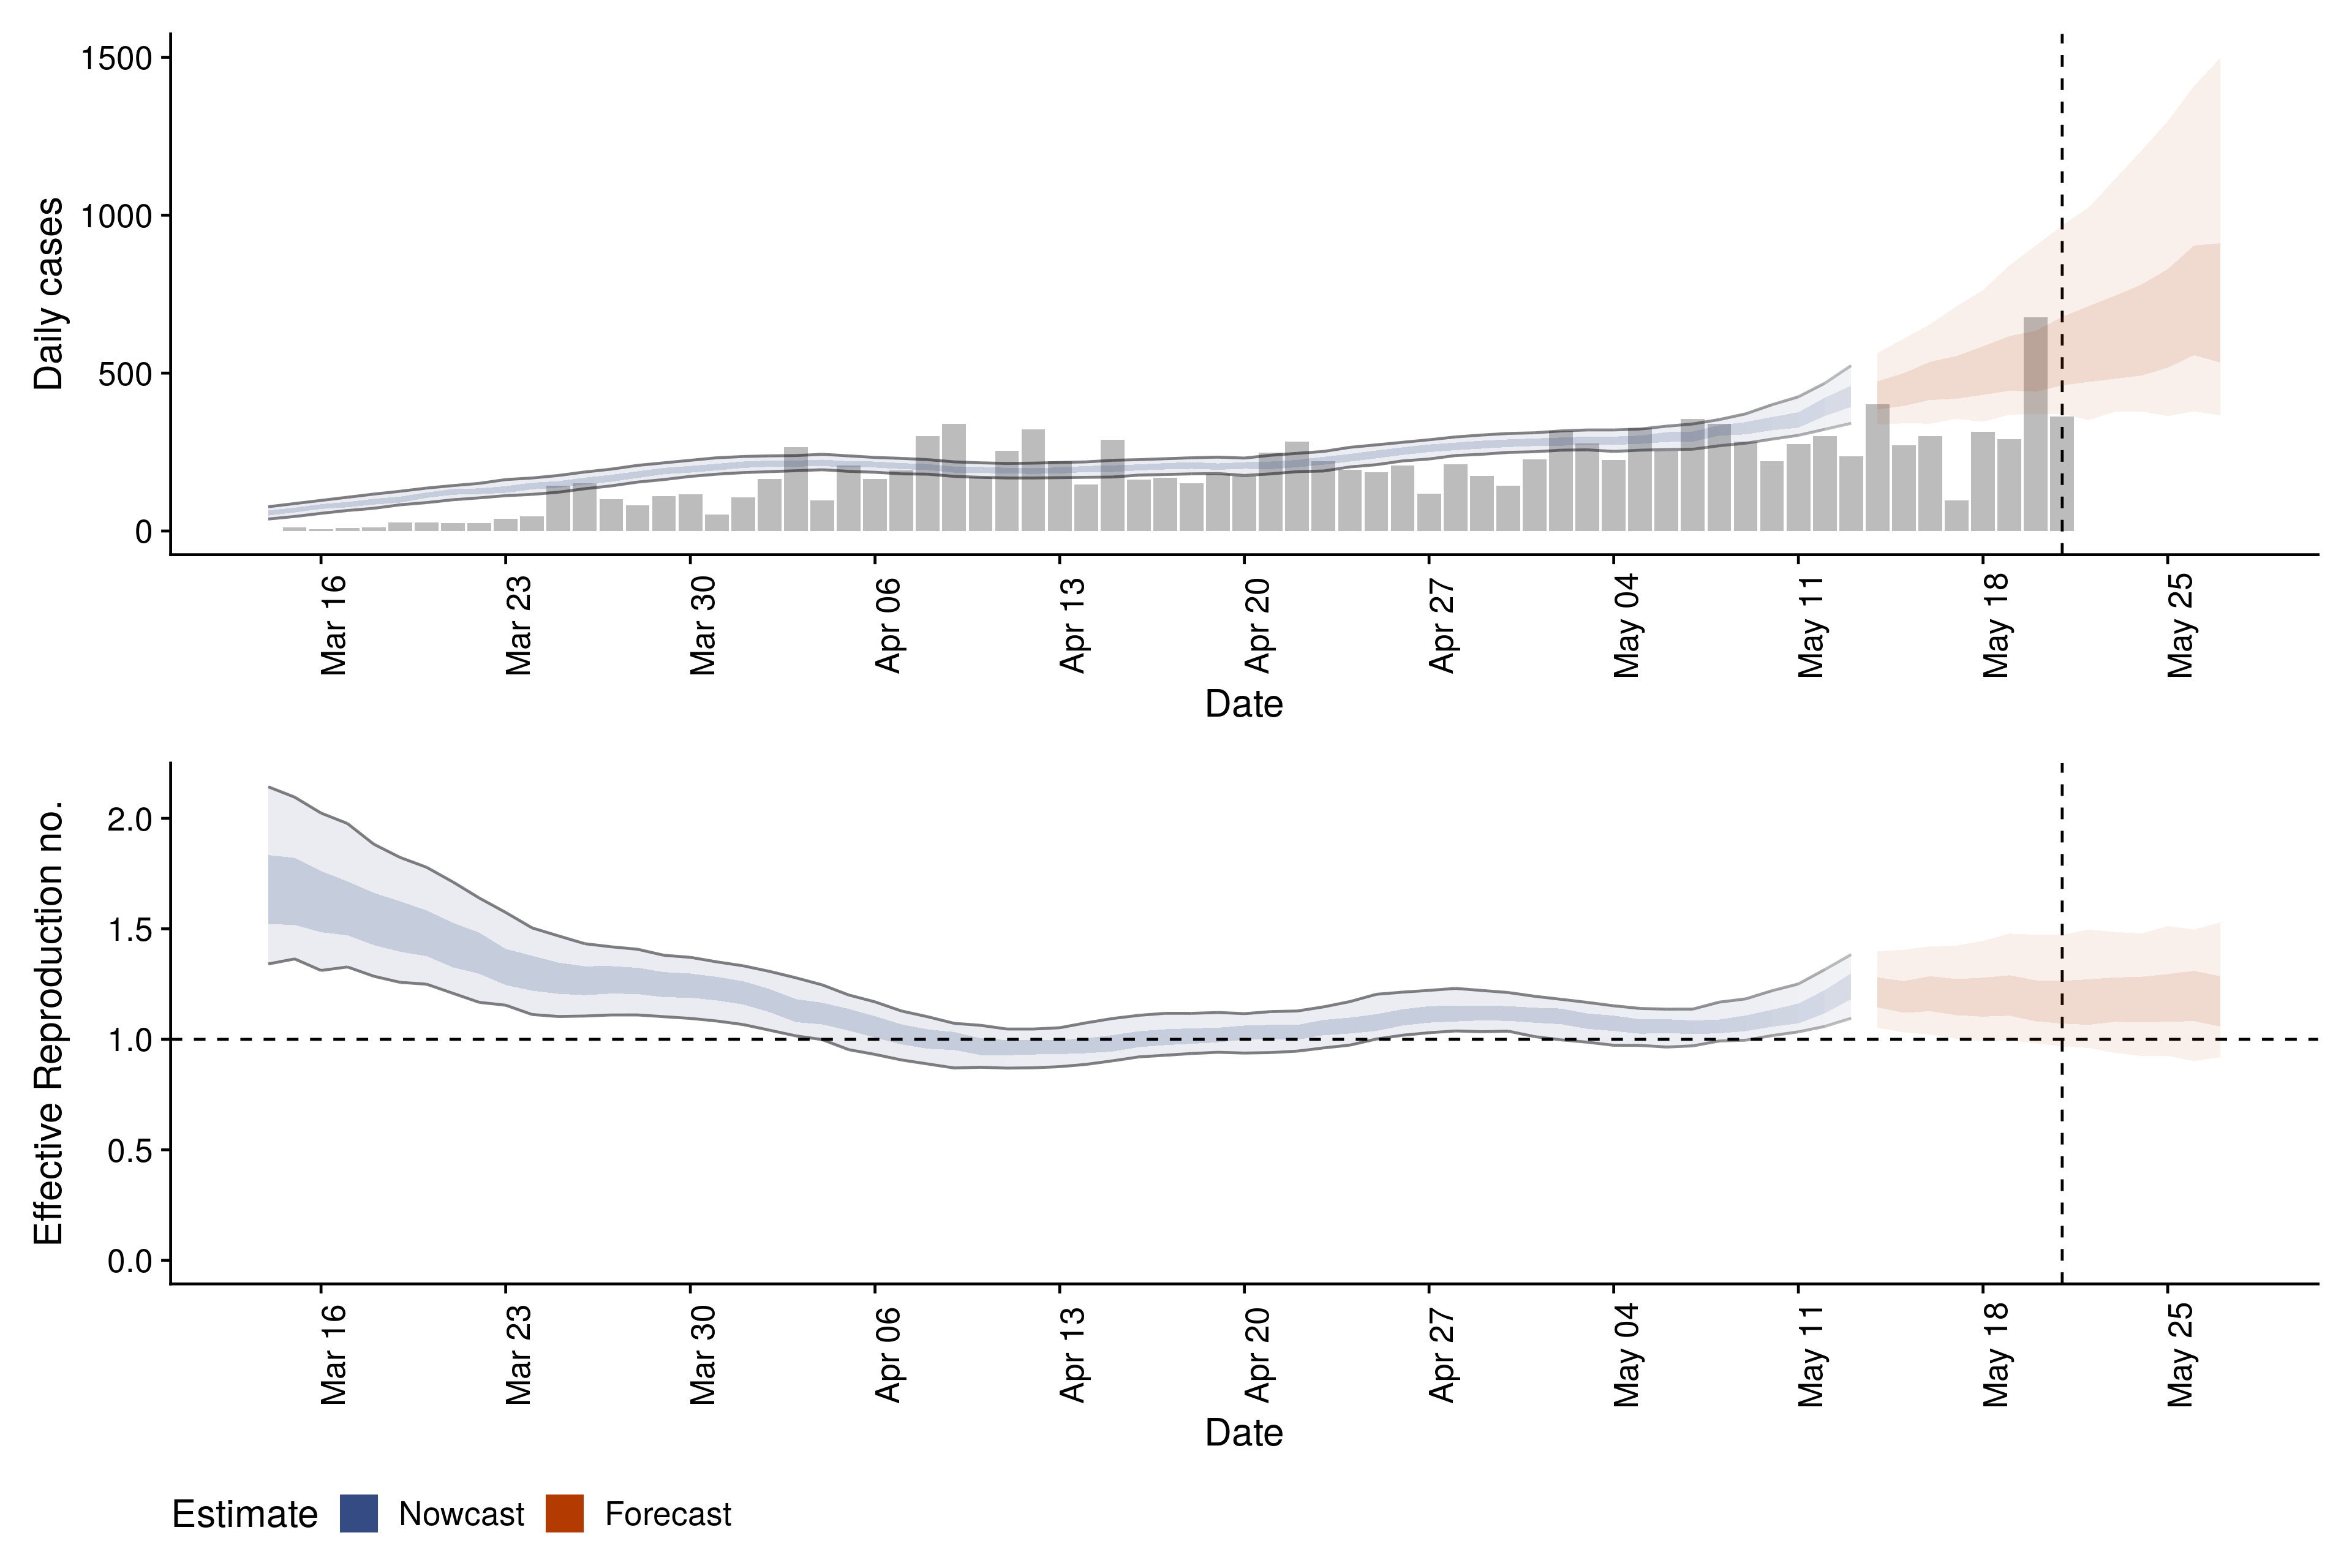 Daily cases
1500
1000
500
0
Mar 16
Mar 23
Mar 30
Apr 06
Apr 13
Apr 20
Apr 27
May 04
May 11
May 18
May 25
Date
Effective Reproduction no.
2.0
1.5
1.0
0.5
0.0
Mar 16
Mar 23
Mar 30
Apr 06
Apr 13
Apr 20
Apr 27
May 04
May 11
May 18
May 25
Date
Estimate Nowcast Forecast